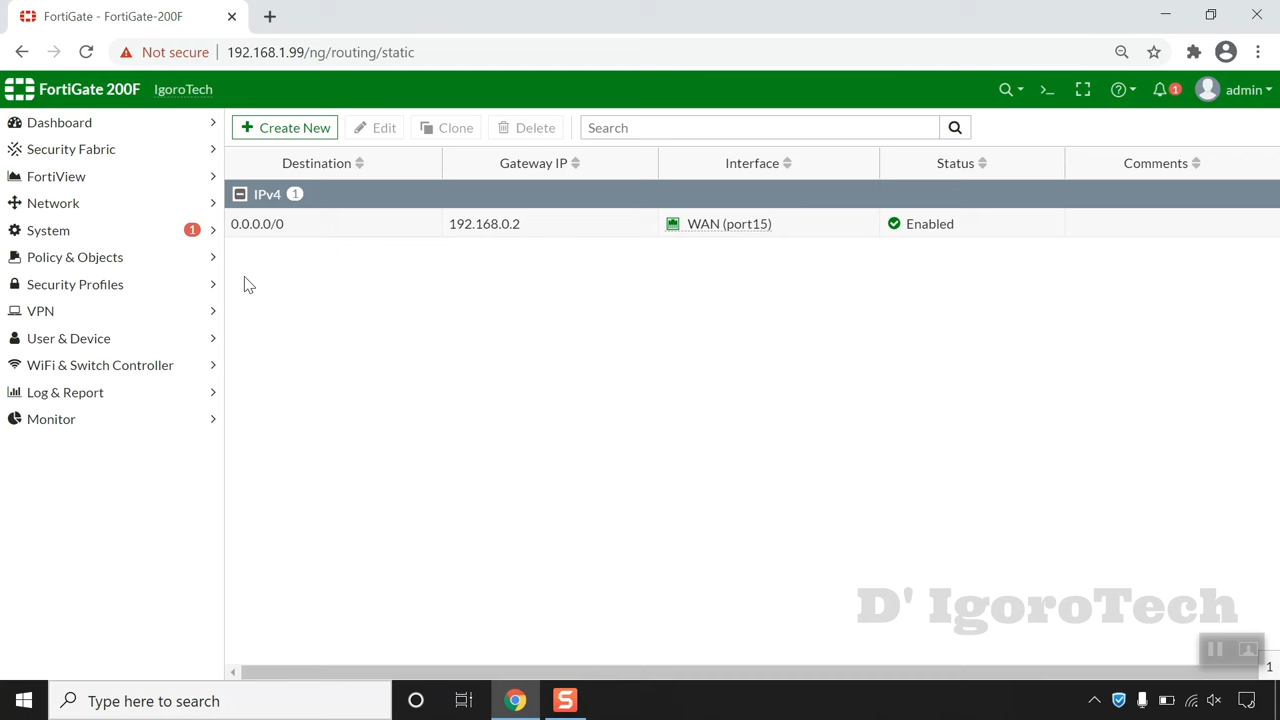 FortiGate - FortiGate-200F
Not secure
192.168.1.99/ng/routing/static
FortiGate 200F
IgoroTech
1
admin
Dashboard
Security Fabric
FortiView
Network
System
1
Policy & Objects
Security Profiles
VPN
User & Device
WiFi & Switch Controller
Log & Report
Monitor
Create New
Edit
Clone
Delete
Search
Destination
Gateway IP
Interface
Status
Comments
IPv4 1
0.0.0.0/0
192.168.0.2
WAN (port15)
Enabled
D' IgoroTech
1
Type here to search
S